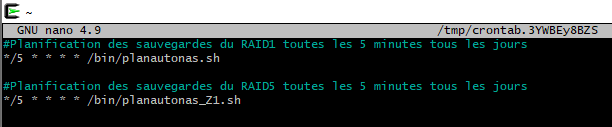 ~
GNU nano 4.9 /tmp/crontab.3YWBEy8BZS
#Planification des sauvegardes du RAID1 toutes les 5 minutes tous les jours
*/5 * * * * /bin/planautonas.sh
#Planification des sauvegardes du RAID5 toutes les 5 minutes tous les jours
*/5 * * * * /bin/planautonas_Z1.sh